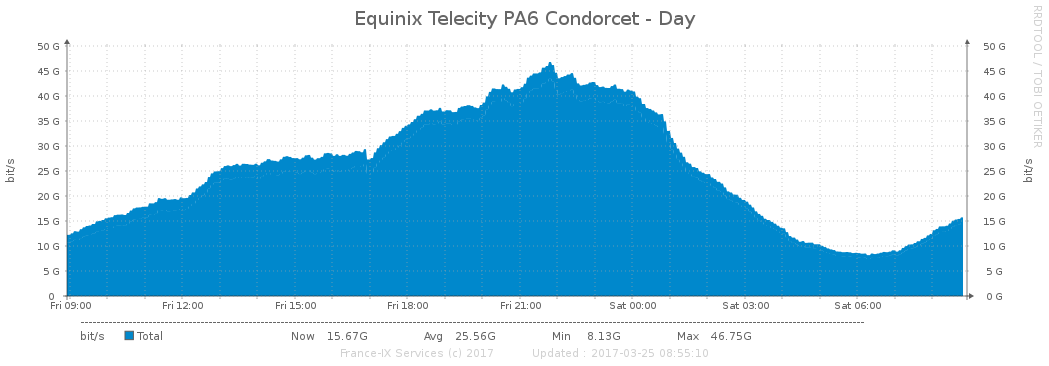 Equinix Telecity PA6 Condorcet - Day
RRDTOOL / TOBI OETIKER
50 G 50 G
45 G 45 G
40 G 40 G
35 G 35 G
30 G 30 G
25 G 25 G
20 G 20 G
15 G 15 G
10 G 10 G
5 G 5 G
0 0 G
bit/s bit/s
Fri 09:00 Fri 12:00 Fri 15:00 Fri 18:00 Fri 21:00 Sat 00:00 Sat 03:00 Sat 06:00
bit/s Total Now 15.67G Avg 25.56G Min 8.13G Max 46.75G
France-IX Services (c) 2017 Updated : 2017-03-25 08:55:10